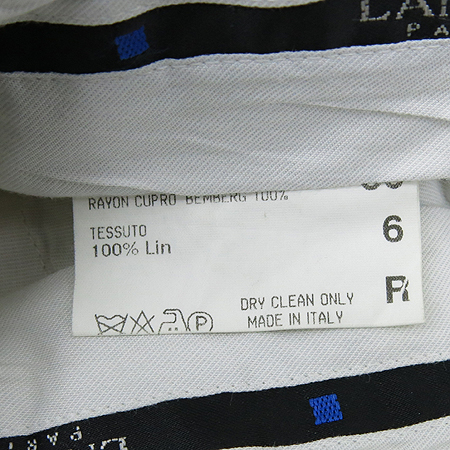 RAYON CUPRO BEMBERG 100%
TESSUTO
100% Lin
6
DRY CLEAN ONLY
MADE IN ITALY
P